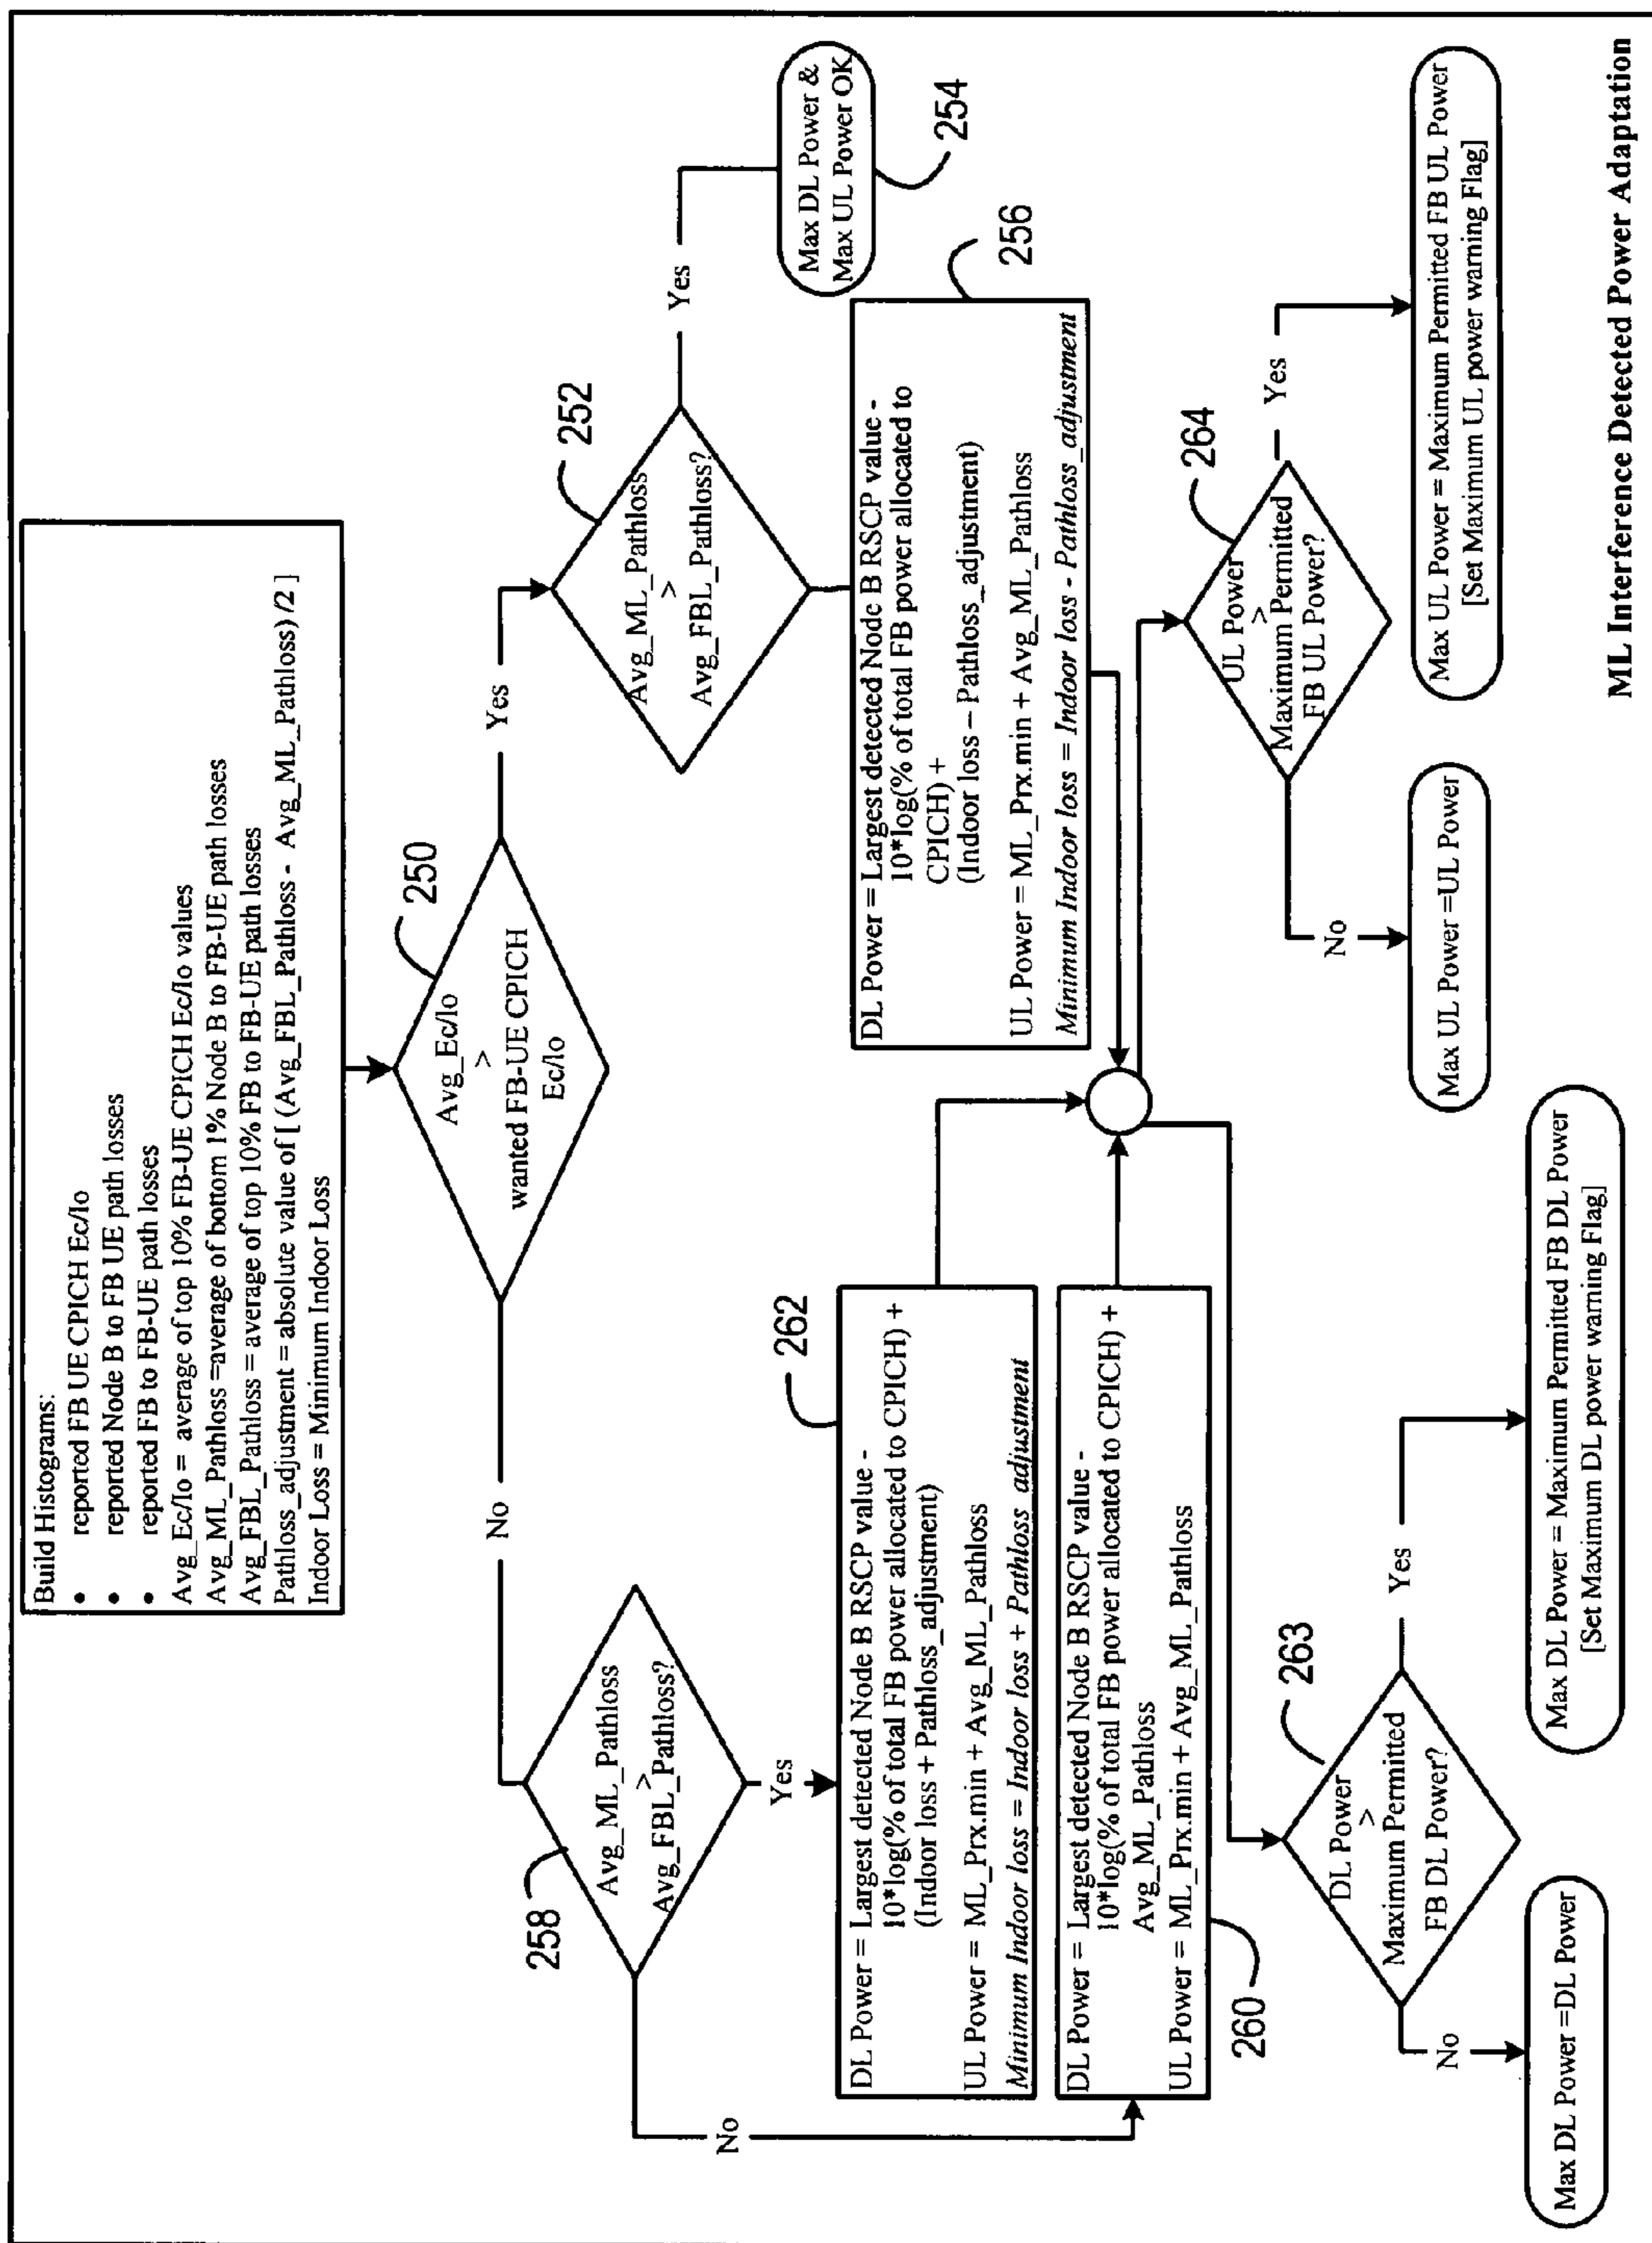 Build Histograms:
• reported FB UE CPICH Ec/Io
• reported Node B to FB UE path losses
• reported FB to FB-UE path losses
Avg_Ec/Io = average of top 10% FB-UE CPICH Ec/Io values
Avg_ML_Pathloss =average of bottom 1% Node B to FB-UE path losses
Avg_FBL_Pathloss = average of top 10% FB to FB-UE path losses
Pathloss_adjustment = absolute value of [ (Avg_FBL_Pathloss - Avg_ML_Pathloss) /2 ]
Indoor Loss = Minimum Indoor Loss
250
Avg_Ec/Io
>
wanted FB-UE CPICH
Ec/Io
No
Yes
258
Avg_ML_Pathloss
>
Avg_FBL_Pathloss?
No
Yes
252
Avg_ML_Pathloss
>
Avg_FBL_Pathloss?
Yes
Max DL Power &
Max UL Power OK
254
262
DL Power = Largest detected Node B RSCP value -
10*log(% of total FB power allocated to CPICH) +
(Indoor loss + Pathloss_adjustment)
UL Power = ML_Prx.min + Avg_ML_Pathloss
Minimum Indoor loss = Indoor loss + Pathloss adjustment
256
DL Power = Largest detected Node B RSCP value -
10*log(% of total FB power allocated to
CPICH) +
(Indoor loss – Pathloss_adjustment)
UL Power = ML_Prx.min + Avg_ML_Pathloss
Minimum Indoor loss = Indoor loss - Pathloss_adjustment
DL Power = Largest detected Node B RSCP value -
10*log(% of total FB power allocated to CPICH) +
Avg_ML_Pathloss
UL Power = ML_Prx.min + Avg_ML_Pathloss
260
263
DL Power
>
Maximum Permitted
FB DL Power?
No
Yes
264
UL Power
>
Maximum Permitted
FB UL Power?
No
Yes
Max DL Power =DL Power
Max DL Power = Maximum Permitted FB DL Power
[Set Maximum DL power warning Flag]
Max UL Power =UL Power
Max UL Power = Maximum Permitted FB UL Power
[Set Maximum UL power warning Flag]
ML Interference Detected Power Adaptation